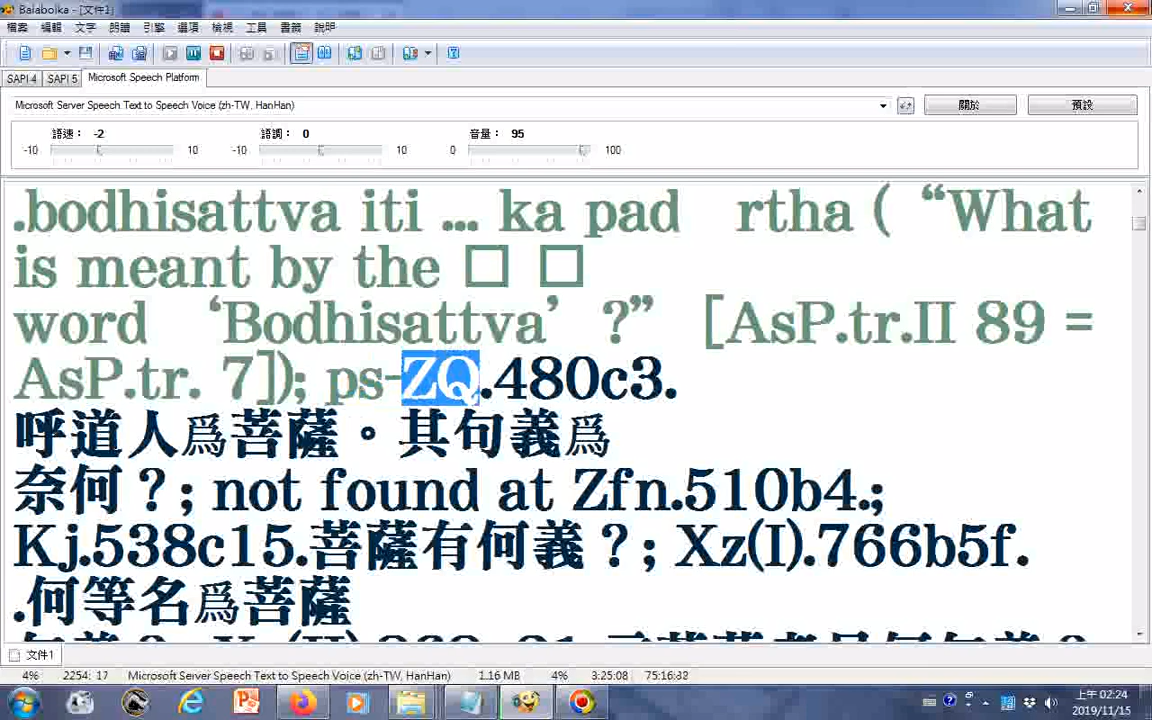 Balabolka - [文件1]
檔案 編輯 文字 朗讀 引擎 選項 檢視 工具 書籤 說明
SAPI 4 SAPI 5 Microsoft Speech Platform
Microsoft Server Speech Text to Speech Voice (zh-TW, HanHan) 關於 預設
語速： -2 語調： 0 音量： 95
-10 10 -10 10 0 100
.bodhisattva iti ... ka pad rtha ( “What
is meant by the □ □
word ‘Bodhisattva’ ?” [AsP.tr.II 89 =
AsP.tr. 7]); ps-ZQ.480c3.
呼道人爲菩薩。其句義爲
奈何？; not found at Zfn.510b4.;
Kj.538c15.菩薩有何義？; Xz(I).766b5f.
.何等名爲菩薩
文件1
4% 2254: 17 Microsoft Server Speech Text to Speech Voice (zh-TW, HanHan) 1.16 MB 4% 3:25:08 75:16:38
上午 02:24
2019/11/15